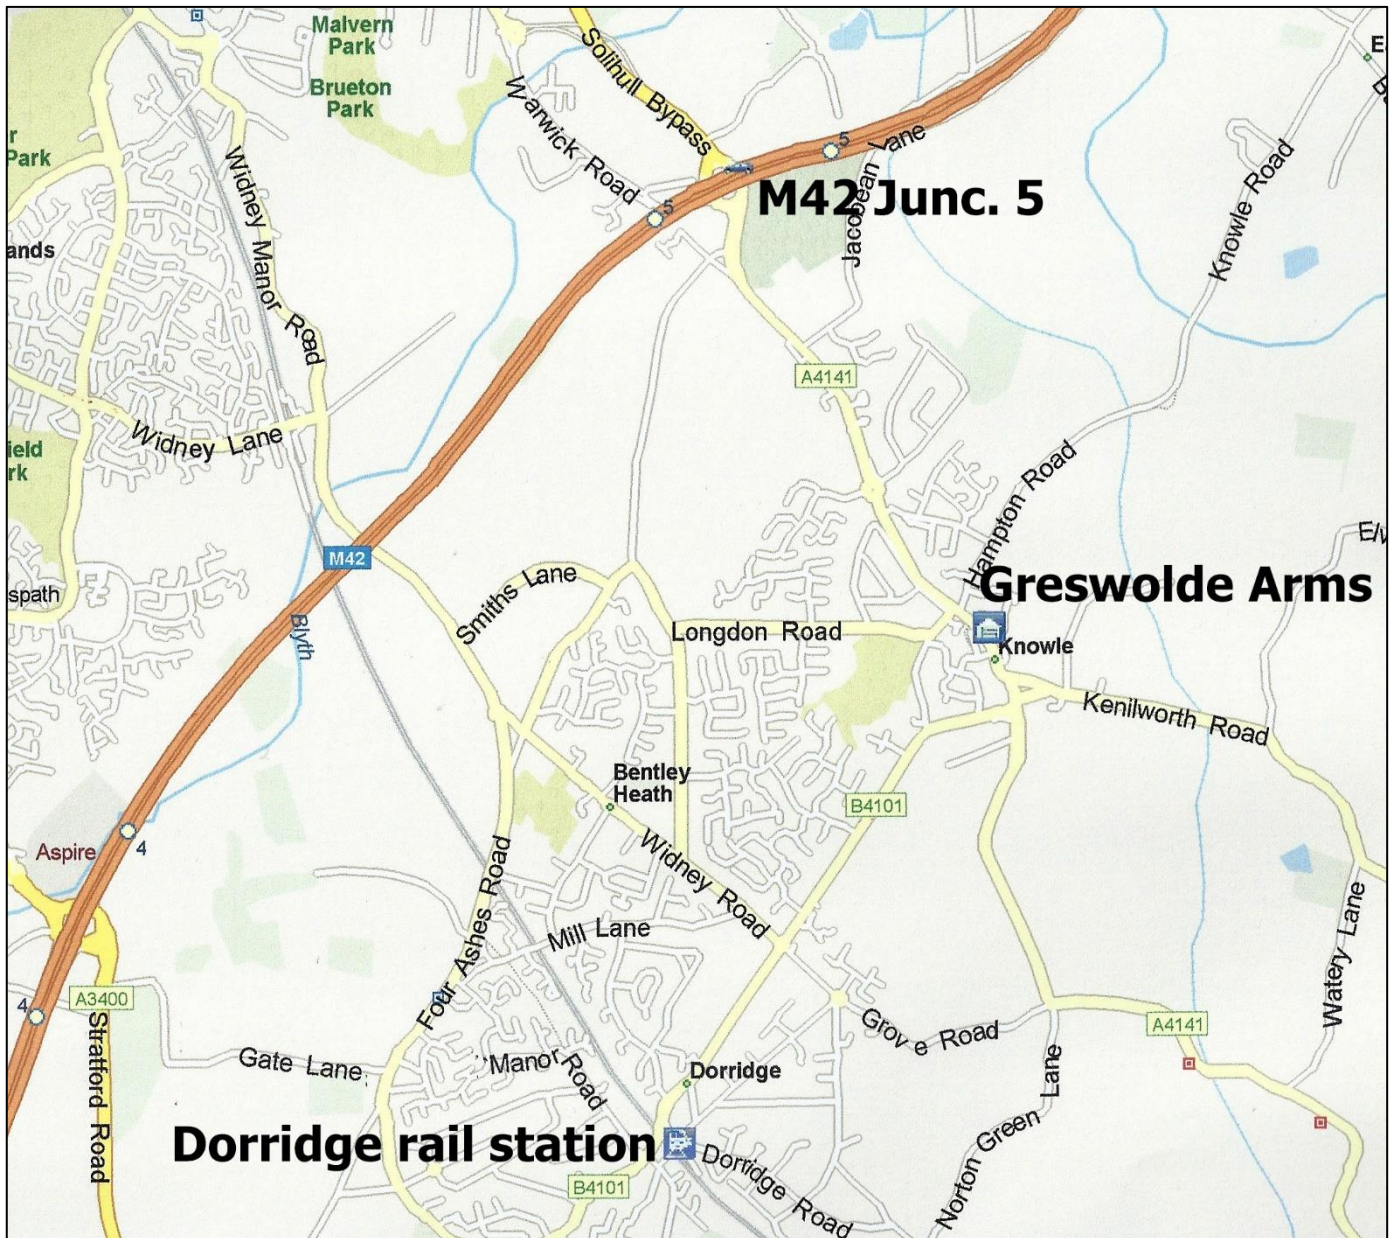 Malvern
Park
Brueton
Park
Solihull Bypass
Warwick Road
E
r
Park
Widney Manor Road
5
Jacobean Lane
M42 Junc. 5
5
Knowle Road
ands
A4141
Widney Lane
ield
rk
Hampton Road
M42
Smiths Lane
Greswolde Arms
spath
Blyth
Longdon Road
Knowle
Kenilworth Road
Bentley
Heath
B4101
Aspire
4
Widney Road
Four Ashes Road
Mill Lane
Watery Lane
4
A3400
Stratford Road
Grove Road
A4141
Gate Lane
Manor Road
Dorridge
Norton Green Lane
Dorridge rail station
Dorridge Road
B4101